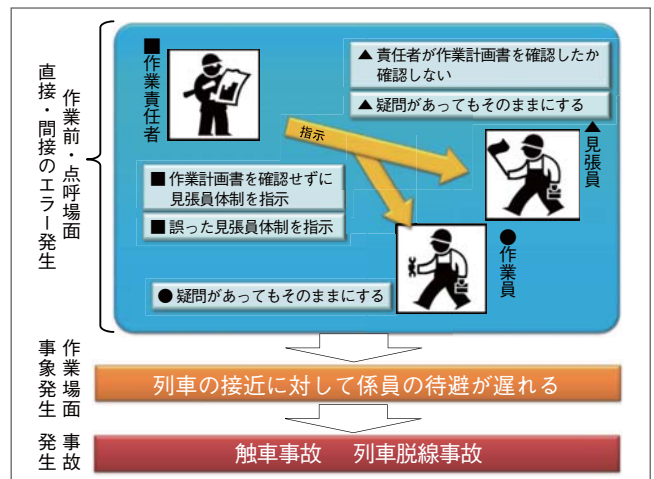 作業前・点呼場面
直接・間接のエラー発生
■作業責任者
▲責任者が作業計画書を確認したか
確認しない
▲疑問があってもそのままにする
指示
▲見張員
■作業計画書を確認せずに
見張員体制を指示
■誤った見張員体制を指示
●作業員
●疑問があってもそのままにする
作業場面
事象発生
列車の接近に対して係員の待避が遅れる
事故
発生
触車事故 列車脱線事故